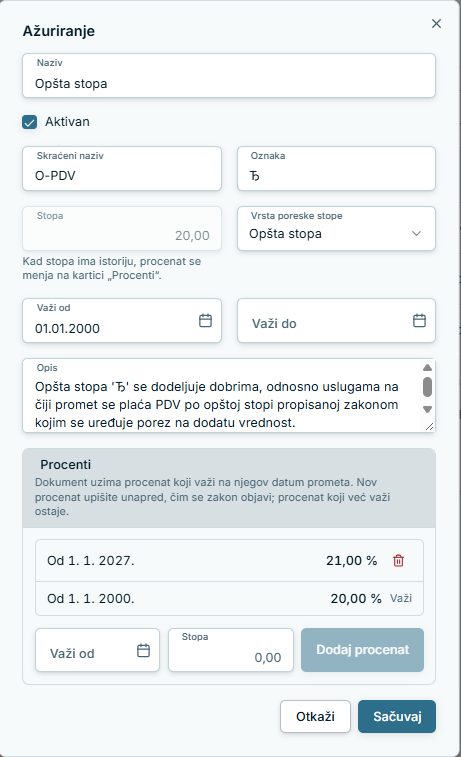 Ažuriranje
Naziv
Opšta stopa
Aktivan
Skraćeni naziv
O-PDV
Oznaka
Ђ
Stopa
20,00
Vrsta poreske stope
Opšta stopa
Kad stopa ima istoriju, procenat se
menja na kartici „Procenti“.
Važi od
01.01.2000
Važi do
Opis
Opšta stopa 'Ђ' se dodeljuje dobrima, odnosno uslugama na
čiji promet se plaća PDV po opštoj stopi propisanoj zakonom
kojim se uređuje porez na dodatu vrednost.
Procenti
Dokument uzima procenat koji važi na njegov datum prometa. Nov
procenat upišite unapred, čim se zakon objavi; procenat koji već važi
ostaje.
Od 1. 1. 2027.
21,00 %
Od 1. 1. 2000.
20,00 % Važi
Važi od
Stopa
0,00
Dodaj procenat
Otkaži
Sačuvaj